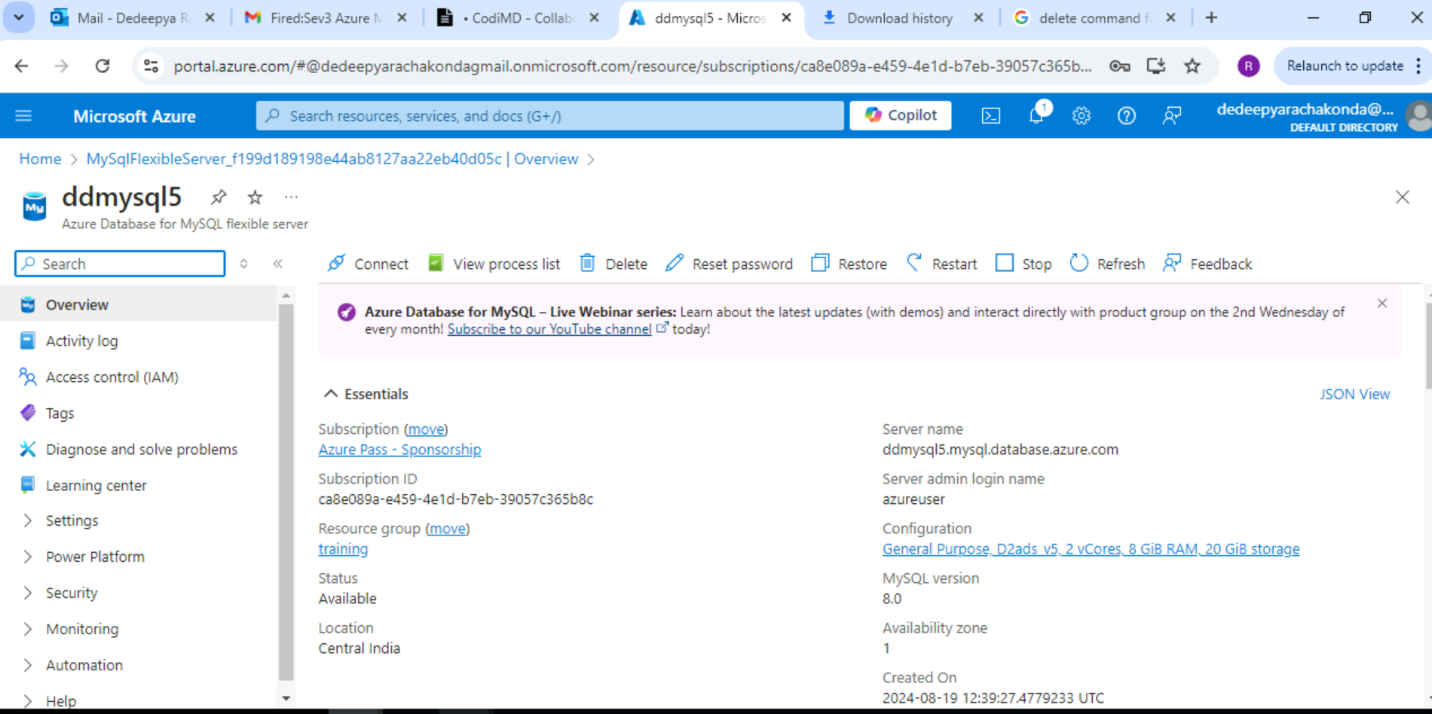 Mail - Dedeepya R
Fired:Sev3 Azure M
• CodiMD - Collab
ddmysql5 - Micros
Download history
delete command f
portal.azure.com/#@dedeepyarachakondagmail.onmicrosoft.com/resource/subscriptions/ca8e089a-e459-4e1d-b7eb-39057c365b...
R
Relaunch to update
Microsoft Azure
Search resources, services, and docs (G+/)
Copilot
1
dedeepyarachakonda@...
DEFAULT DIRECTORY
Home > MySqlFlexibleServer_f199d189198e44ab8127aa22eb40d05c | Overview >
My
ddmysql5
...
Azure Database for MySQL flexible server
Search
Connect
View process list
Delete
Reset password
Restore
Restart
Stop
Refresh
Feedback
Overview
Activity log
Access control (IAM)
Tags
Diagnose and solve problems
Learning center
Settings
Power Platform
Security
Monitoring
Automation
Help
Azure Database for MySQL – Live Webinar series: Learn about the latest updates (with demos) and interact directly with product group on the 2nd Wednesday of
every month! Subscribe to our YouTube channel today!
Essentials
JSON View
Subscription (move)
Azure Pass - Sponsorship
Subscription ID
ca8e089a-e459-4e1d-b7eb-39057c365b8c
Resource group (move)
training
Status
Available
Location
Central India
Server name
ddmysql5.mysql.database.azure.com
Server admin login name
azureuser
Configuration
General Purpose, D2ads_v5, 2 vCores, 8 GiB RAM, 20 GiB storage
MySQL version
8.0
Availability zone
1
Created On
2024-08-19 12:39:27.4779233 UTC